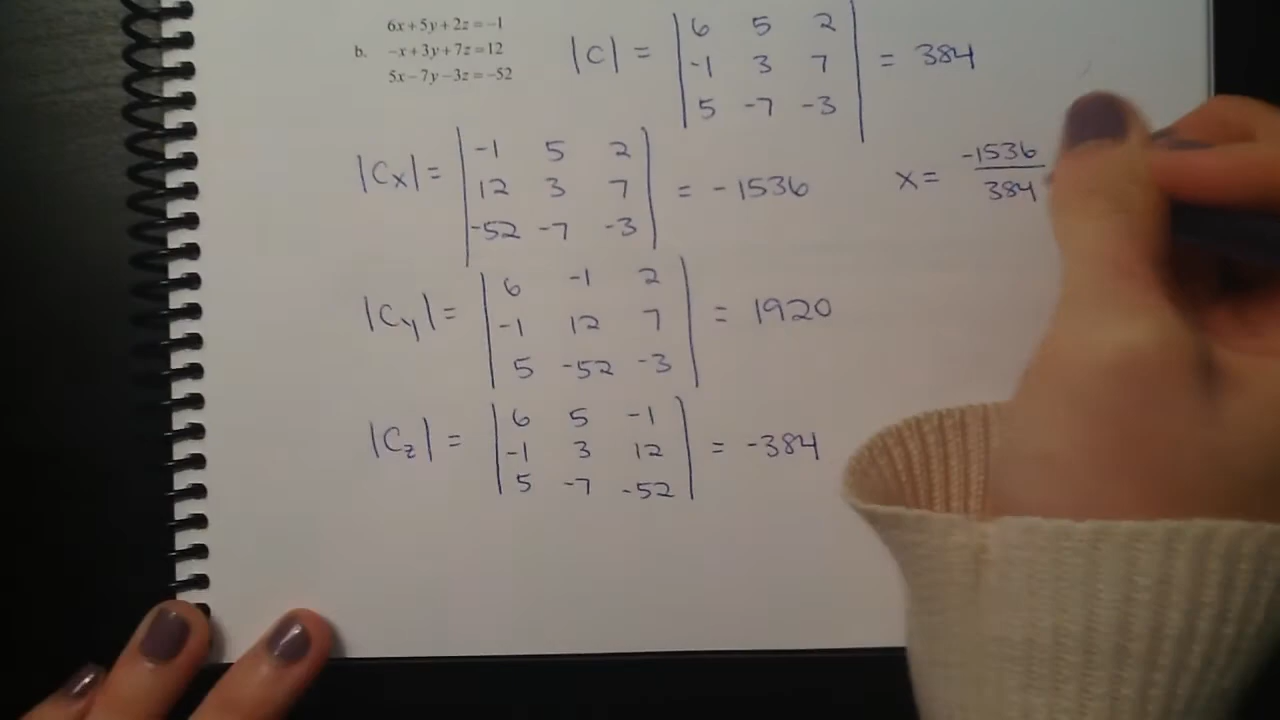 6x+5y+2z=-1
b. -x+3y+7z=12
5x-7y-3z=-52
|C| = | 6 5 2 | = 384
| -1 3 7 |
| 5 -7 -3 |
|Cx| = | -1 5 2 | = -1536
| 12 3 7 |
| -52 -7 -3 |
x = -1536/384
|Cy| = | 6 -1 2 | = 1920
| -1 12 7 |
| 5 -52 -3 |
|Cz| = | 6 5 -1 | = -384
| -1 3 12 |
| 5 -7 -52 |